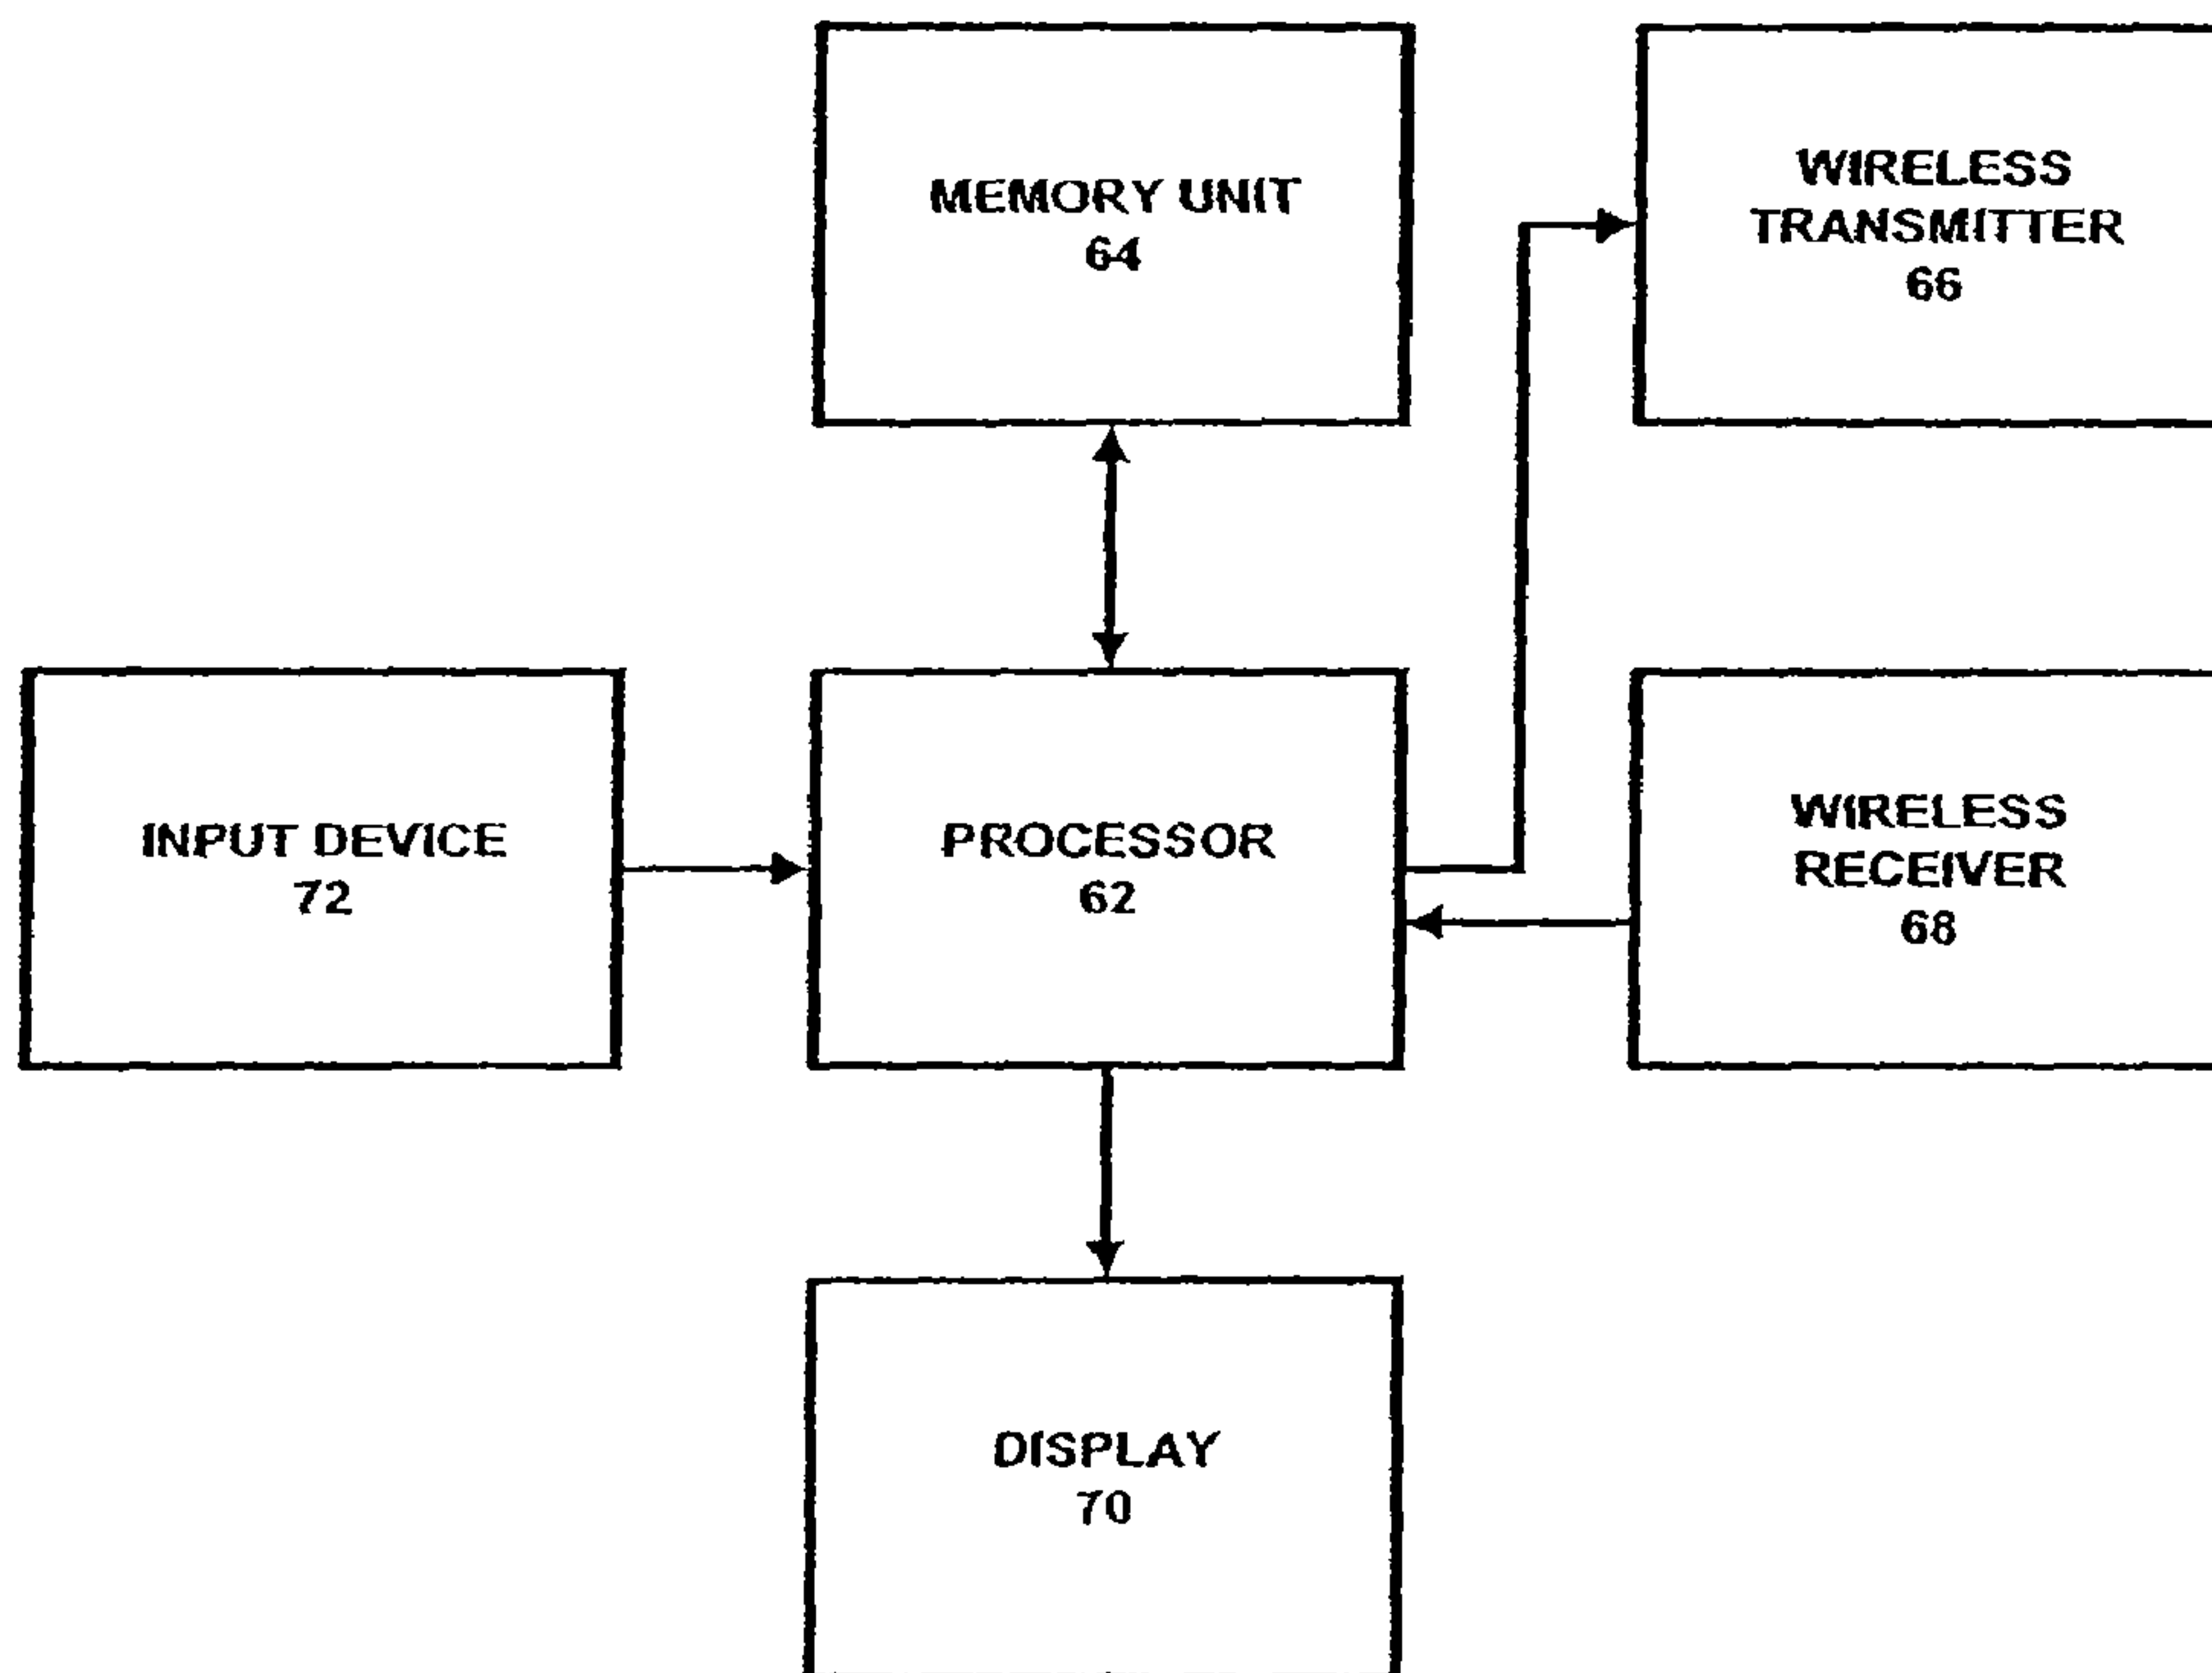 MEMORY UNIT
64
WIRELESS
TRANSMITTER
66
INPUT DEVICE
72
PROCESSOR
62
WIRELESS
RECEIVER
68
DISPLAY
70